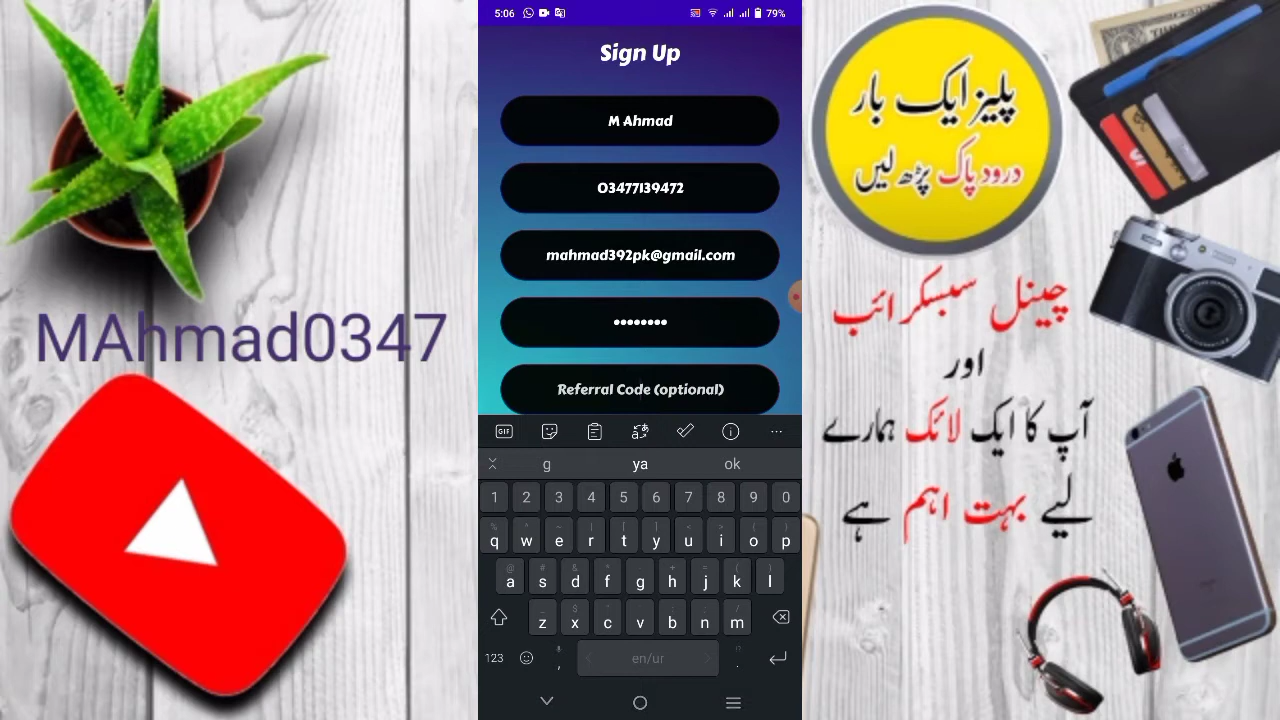 MAhmad0347
5:06
79%
Sign Up
M Ahmad
03477139472
mahmad392pk@gmail.com
••••••••
Referral Code (optional)
GIF
g ya ok
1 2 3 4 5 6 7 8 9 0
q w e r t y u i o p
a s d f g h j k l
z x c v b n m
123 , en/ur .
پلیز ایک بار
درود پاک پڑھ لیں
چینل سبسکرائب
اور
آپ کا ایک لائک ہمارے
لیے بہت اہم ہے